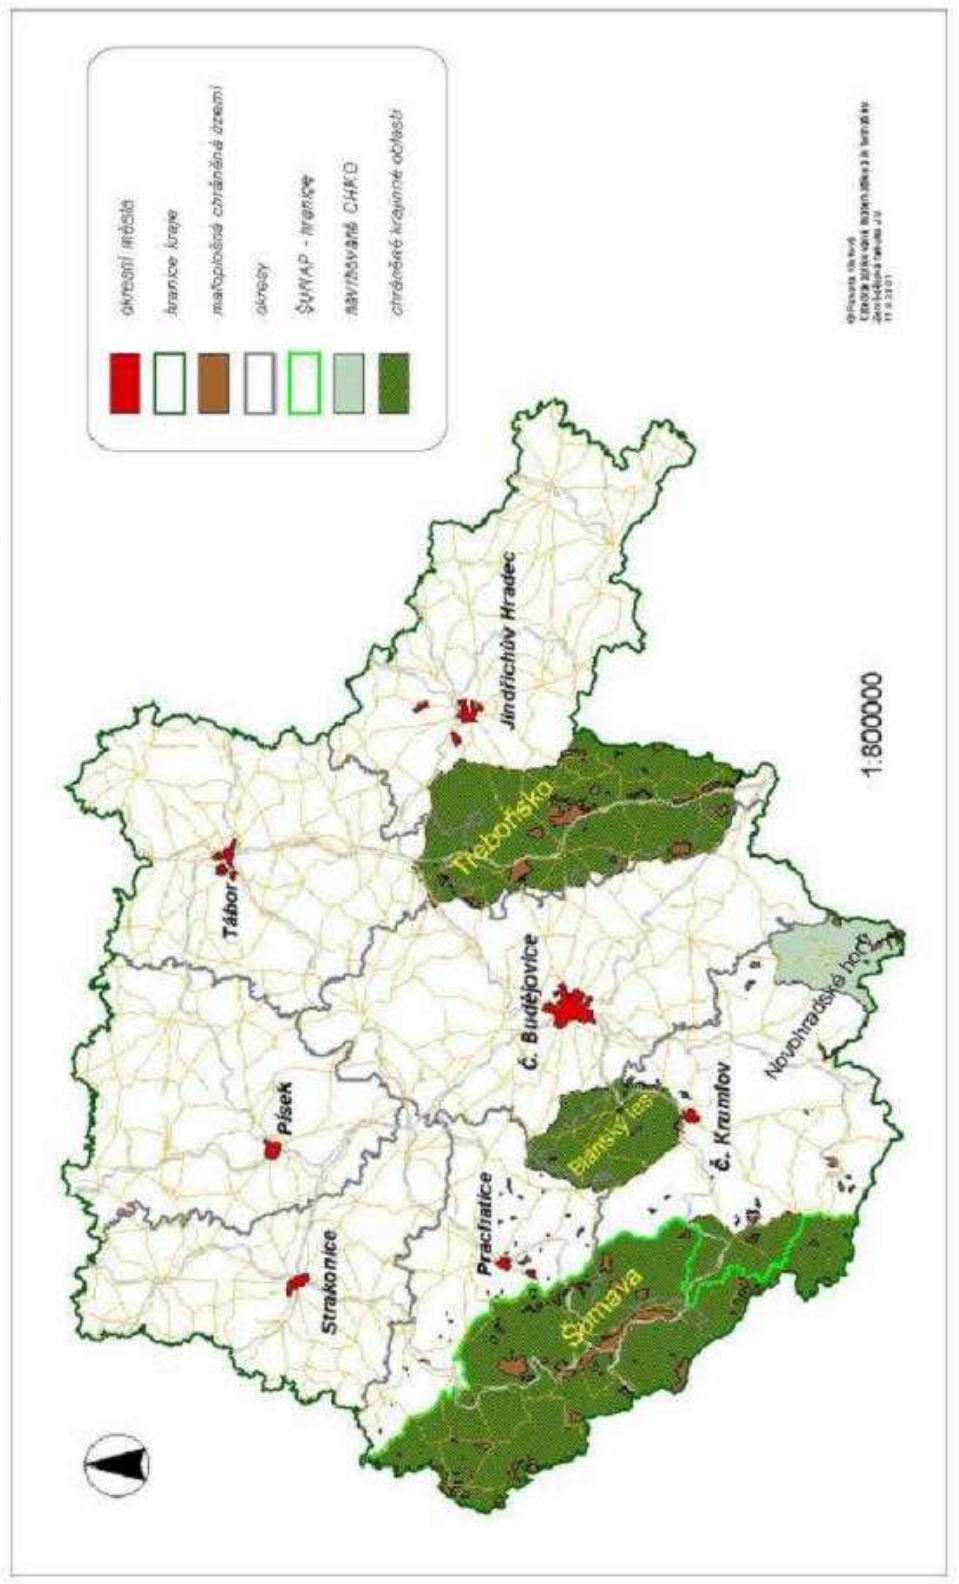 okresní města
hranice kraje
maloplošná chráněná území
okresy
ŠUNAP - hranice
navrhované CHKO
chráněné krajinné oblasti
Tábor
Písek
Strakonice
Jindřichův Hradec
Třeboňsko
Č. Budějovice
Prachatice
Blanský les
Šumava
Č. Krumlov
Novohradské hory
1:800000